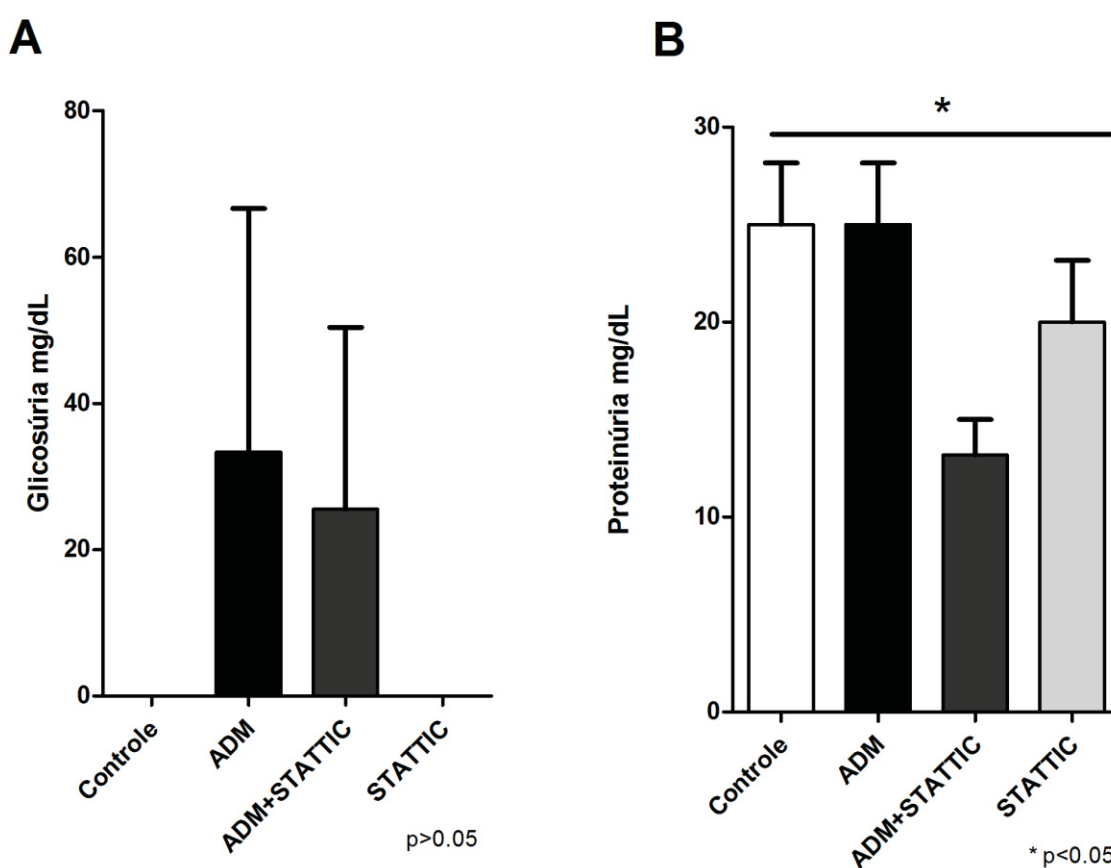 A
Glicosúria mg/dL
80
60
40
20
0
Controle
ADM
ADM+STATTIC
STATTIC
p>0.05
B
*
Proteinúria mg/dL
30
20
10
0
Controle
ADM
ADM+STATTIC
STATTIC
* p<0.05